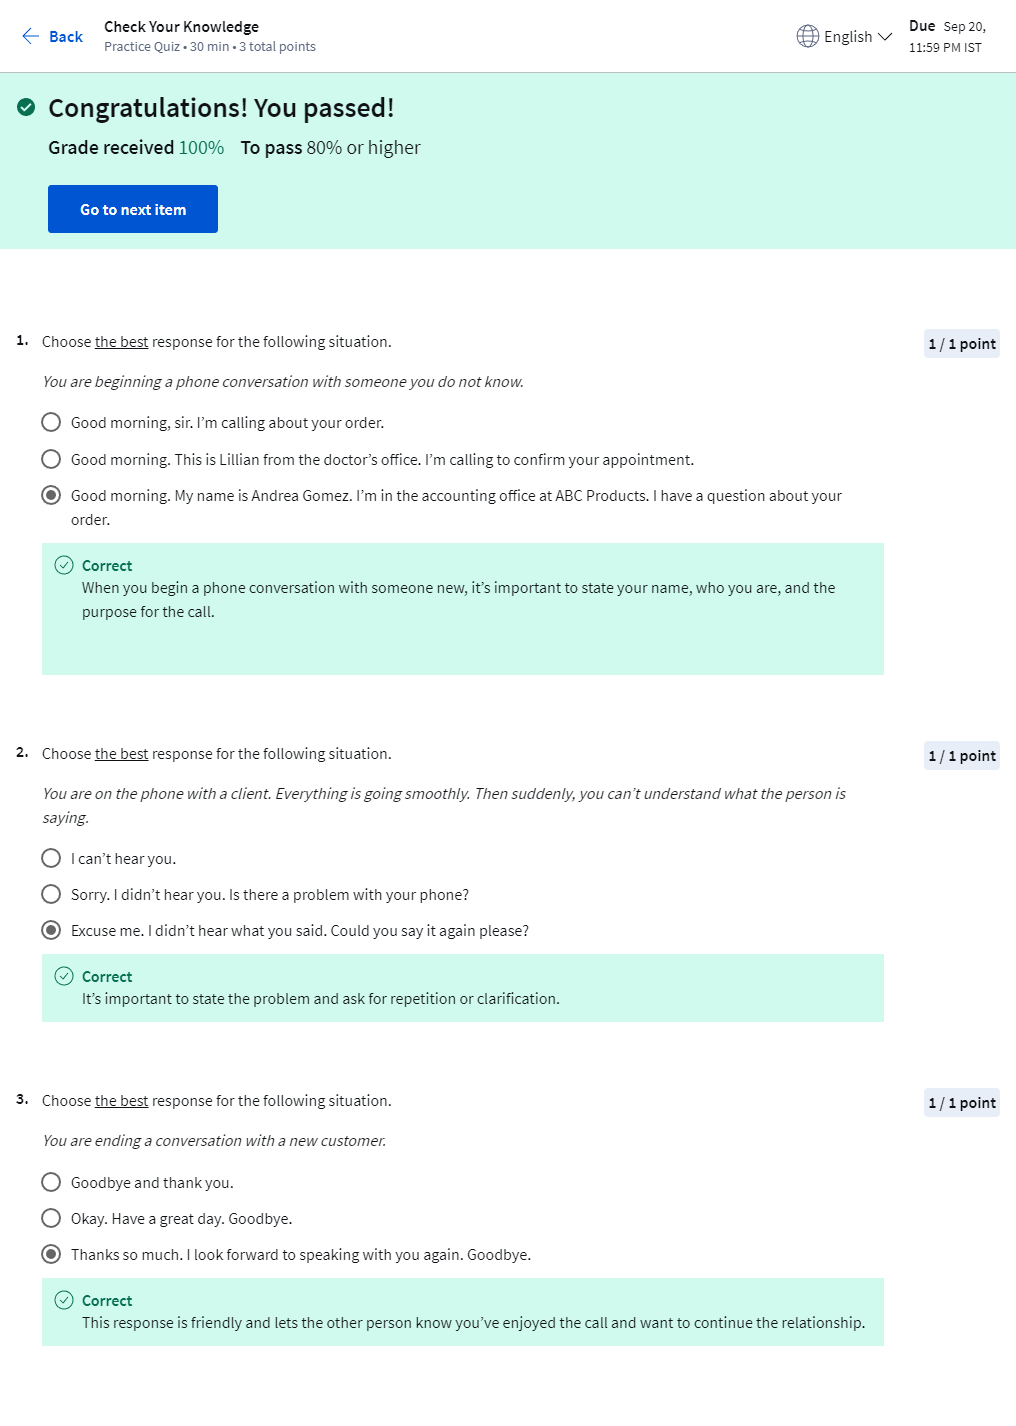 Back
Check Your Knowledge
Practice Quiz • 30 min • 3 total points
English
Due Sep 20,
11:59 PM IST
Congratulations! You passed!
Grade received 100% To pass 80% or higher
Go to next item
1. Choose the best response for the following situation.
1 / 1 point
You are beginning a phone conversation with someone you do not know.
Good morning, sir. I’m calling about your order.
Good morning. This is Lillian from the doctor’s office. I’m calling to confirm your appointment.
Good morning. My name is Andrea Gomez. I’m in the accounting office at ABC Products. I have a question about your
order.
Correct
When you begin a phone conversation with someone new, it’s important to state your name, who you are, and the
purpose for the call.
2. Choose the best response for the following situation.
1 / 1 point
You are on the phone with a client. Everything is going smoothly. Then suddenly, you can’t understand what the person is
saying.
I can’t hear you.
Sorry. I didn’t hear you. Is there a problem with your phone?
Excuse me. I didn’t hear what you said. Could you say it again please?
Correct
It’s important to state the problem and ask for repetition or clarification.
3. Choose the best response for the following situation.
1 / 1 point
You are ending a conversation with a new customer.
Goodbye and thank you.
Okay. Have a great day. Goodbye.
Thanks so much. I look forward to speaking with you again. Goodbye.
Correct
This response is friendly and lets the other person know you’ve enjoyed the call and want to continue the relationship.